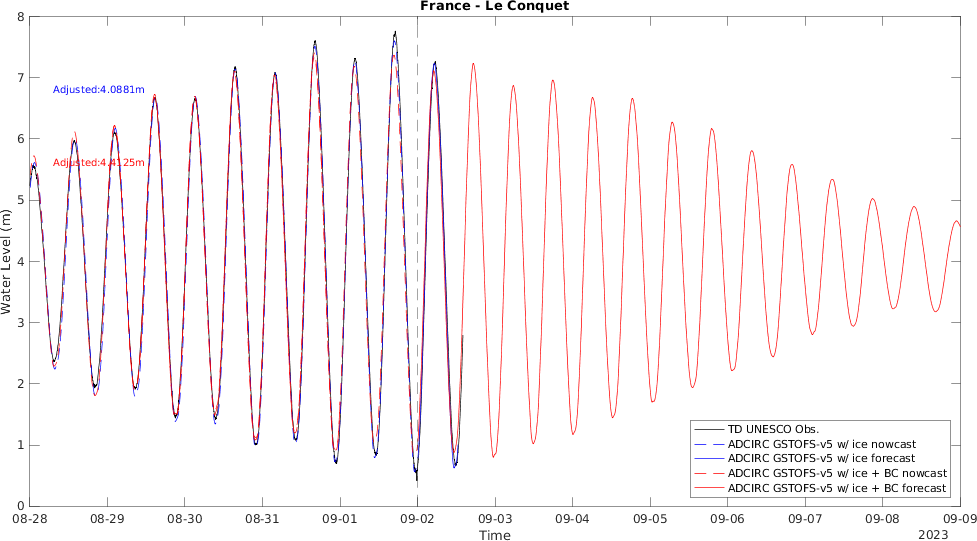 France - Le Conquet
8
7
6
5
4
3
2
1
0
Water Level (m)
Adjusted:4.0881m
Adjusted:4.4125m
TD UNESCO Obs.
ADCIRC GSTOFS-v5 w/ ice nowcast
ADCIRC GSTOFS-v5 w/ ice forecast
ADCIRC GSTOFS-v5 w/ ice + BC nowcast
ADCIRC GSTOFS-v5 w/ ice + BC forecast
08-28 08-29 08-30 08-31 09-01 09-02 09-03 09-04 09-05 09-06 09-07 09-08 09-09
Time
2023